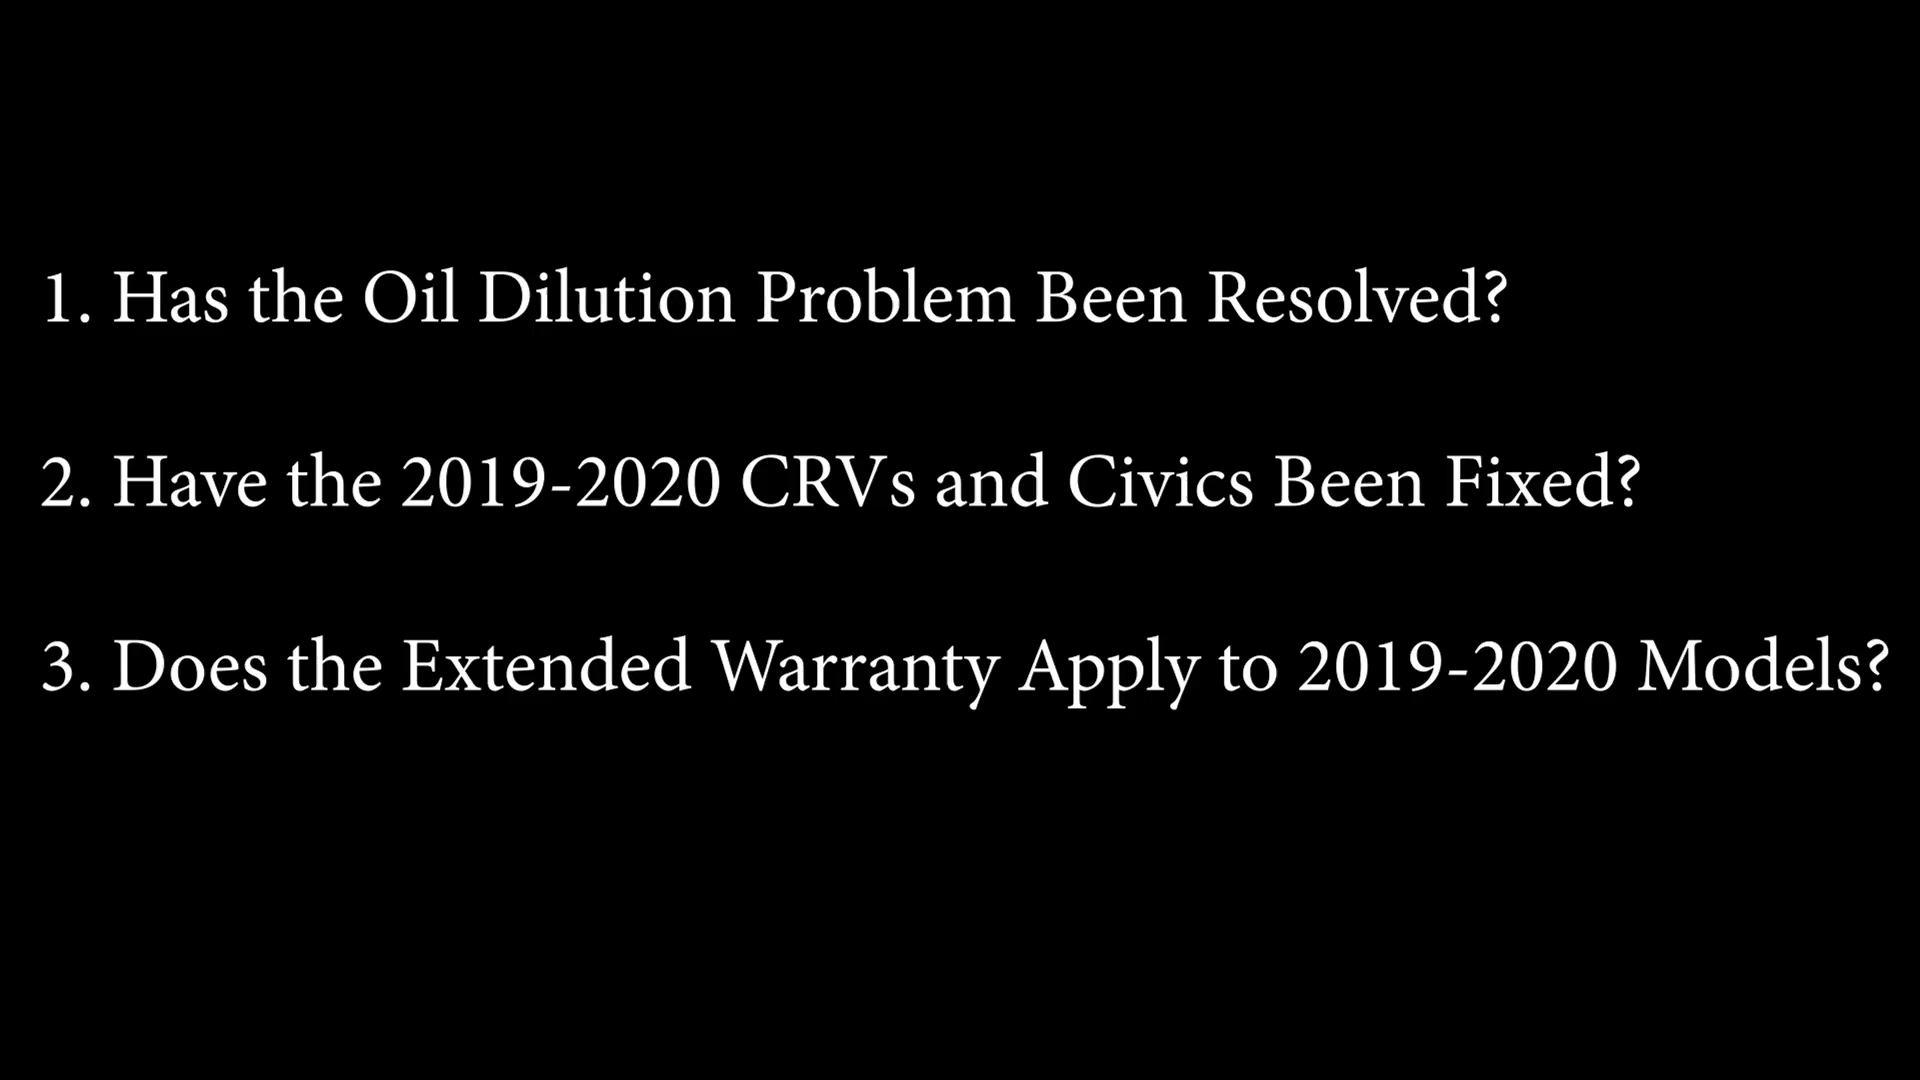 1. Has the Oil Dilution Problem Been Resolved?
2. Have the 2019-2020 CRVs and Civics Been Fixed?
3. Does the Extended Warranty Apply to 2019-2020 Models?